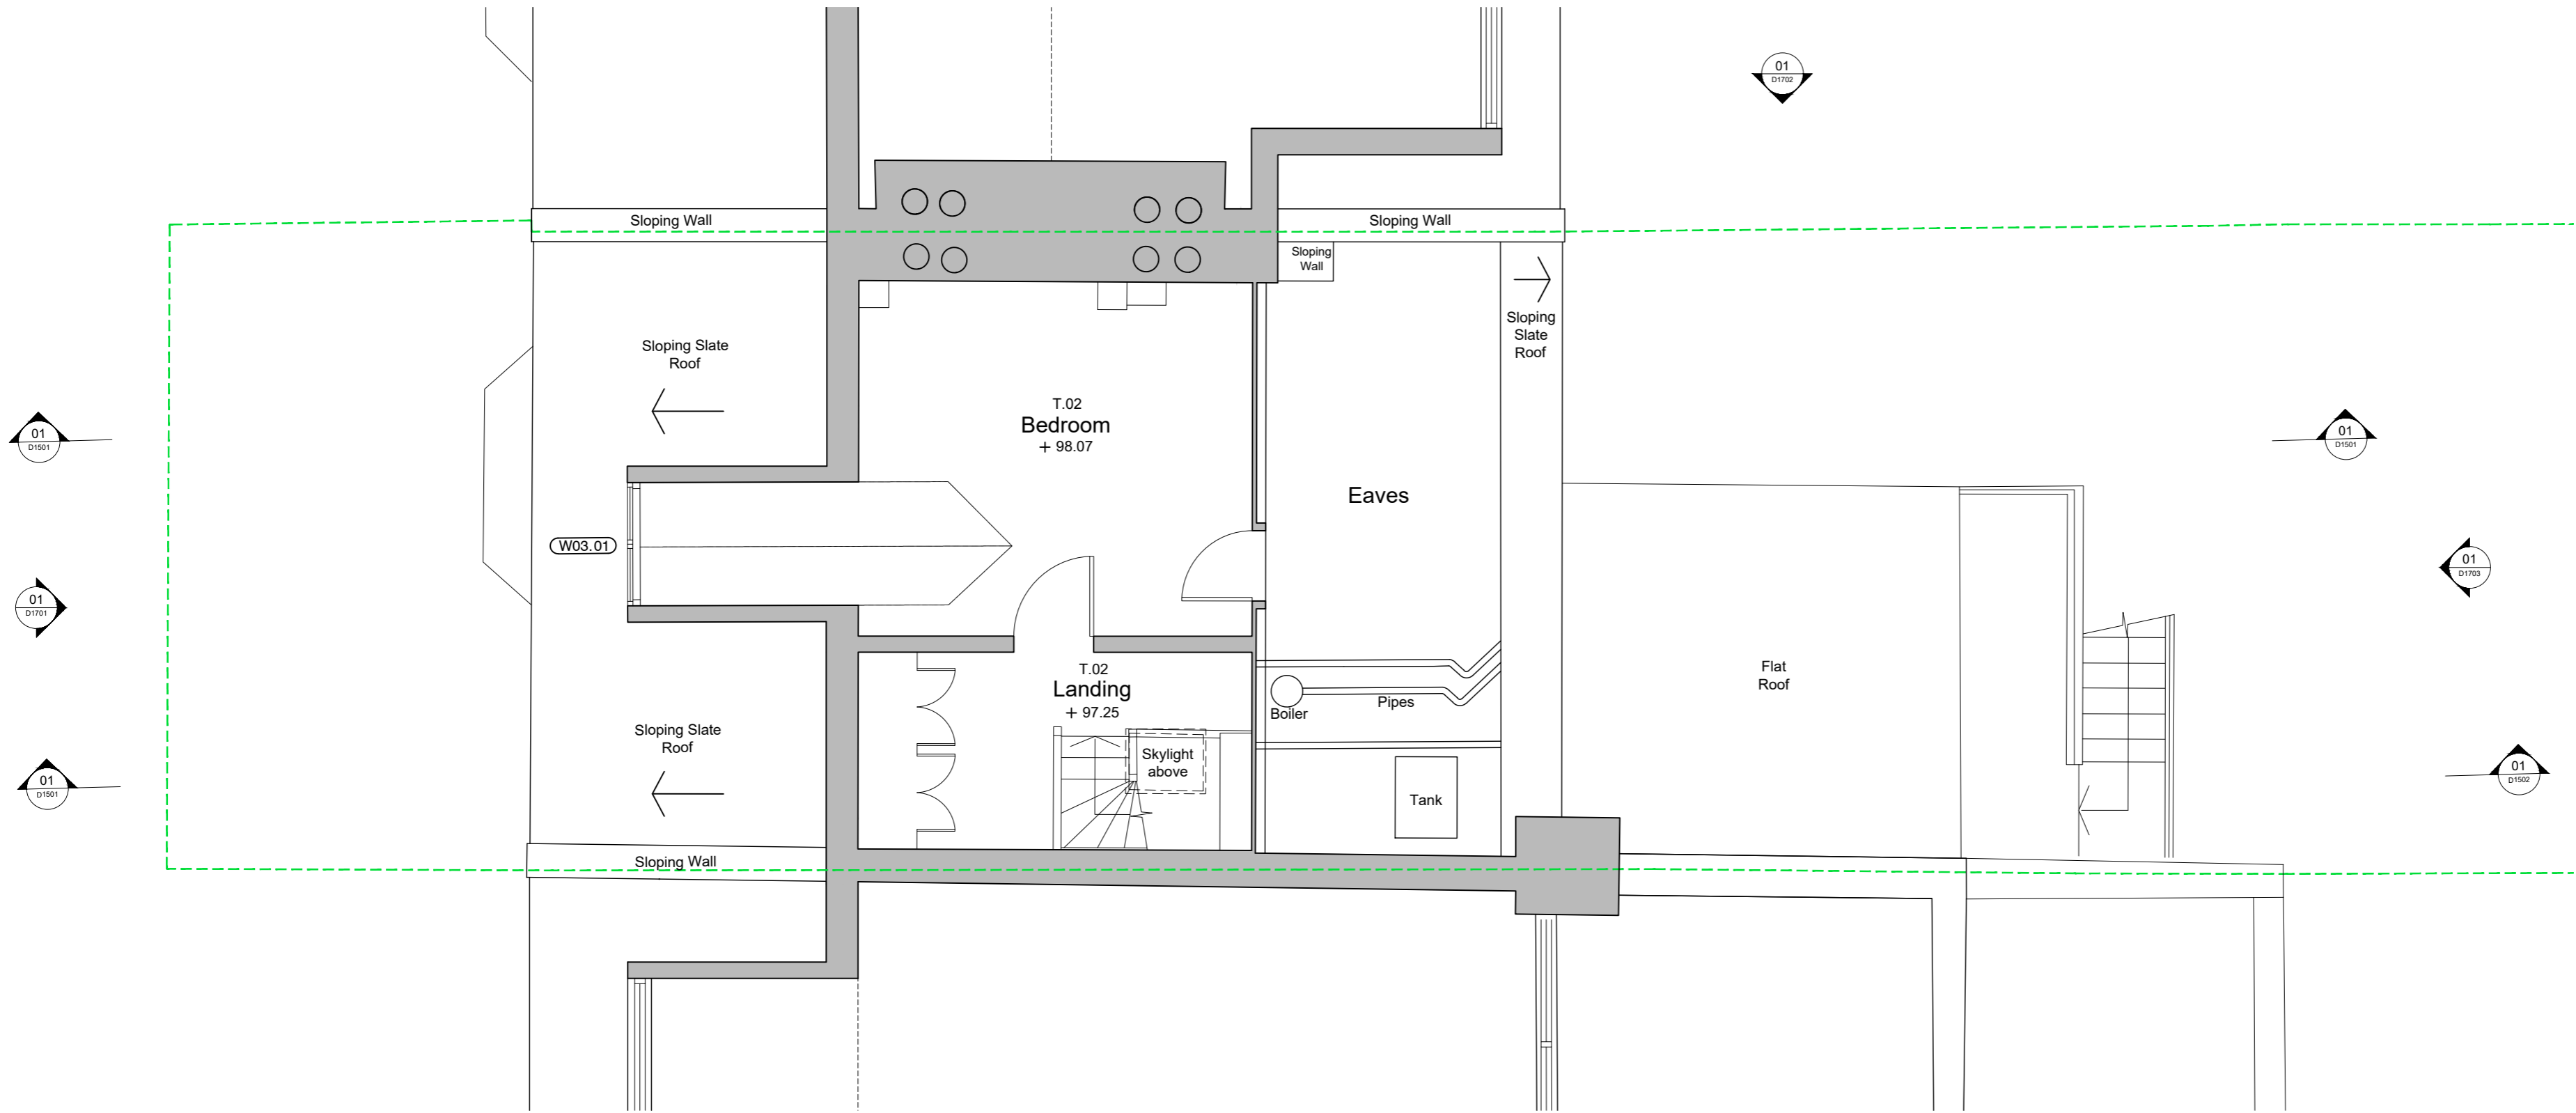 01
D1702
Sloping Wall
Sloping Wall
Sloping
Wall
Sloping
Slate
Roof
Sloping Slate
Roof
T.02
Bedroom
+ 98.07
01
D1501
01
D1501
Eaves
W03.01
01
D1703
01
D1701
T.02
Landing
+ 97.25
Flat
Roof
Boiler
Pipes
Sloping Slate
Roof
Skylight
above
01
D1501
01
D1502
Tank
Sloping Wall